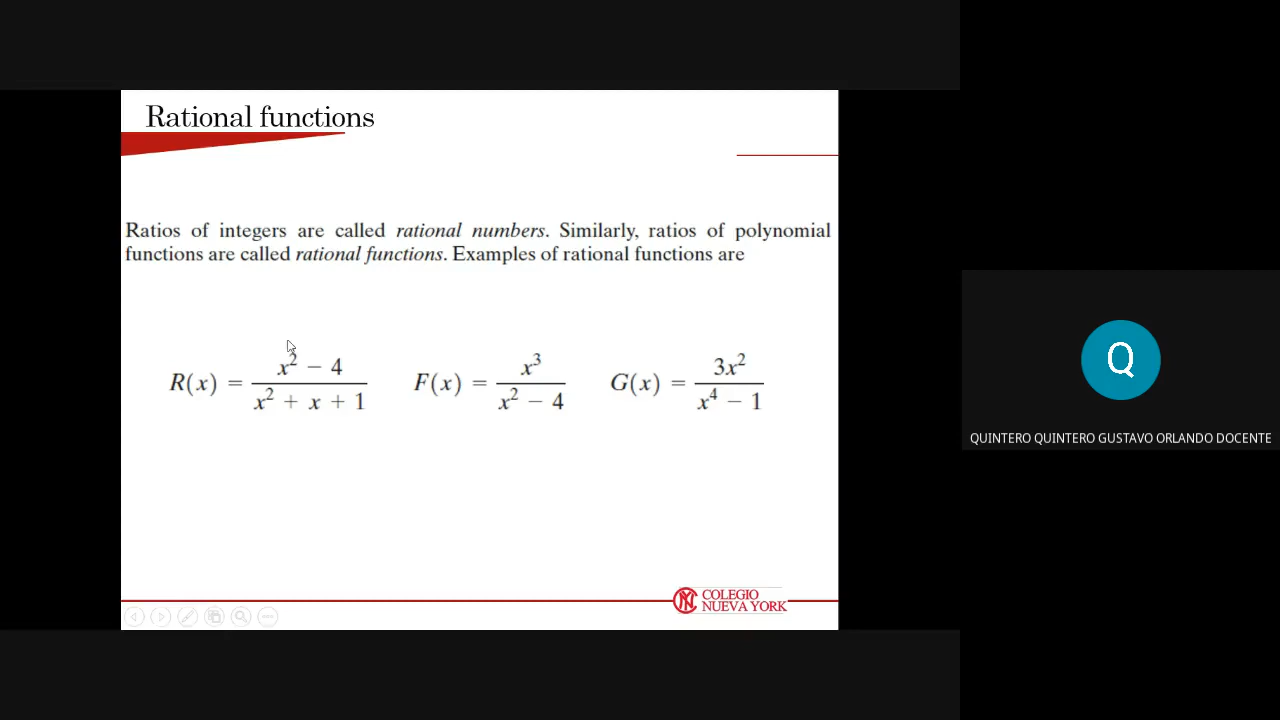 Rational functions
Ratios of integers are called rational numbers. Similarly, ratios of polynomial
functions are called rational functions. Examples of rational functions are
R(x) = (x² − 4)/(x² + x + 1) F(x) = x³/(x² − 4) G(x) = 3x²/(x⁴ − 1)
Q
QUINTERO QUINTERO GUSTAVO ORLANDO DOCENTE
COLEGIO
NUEVA YORK